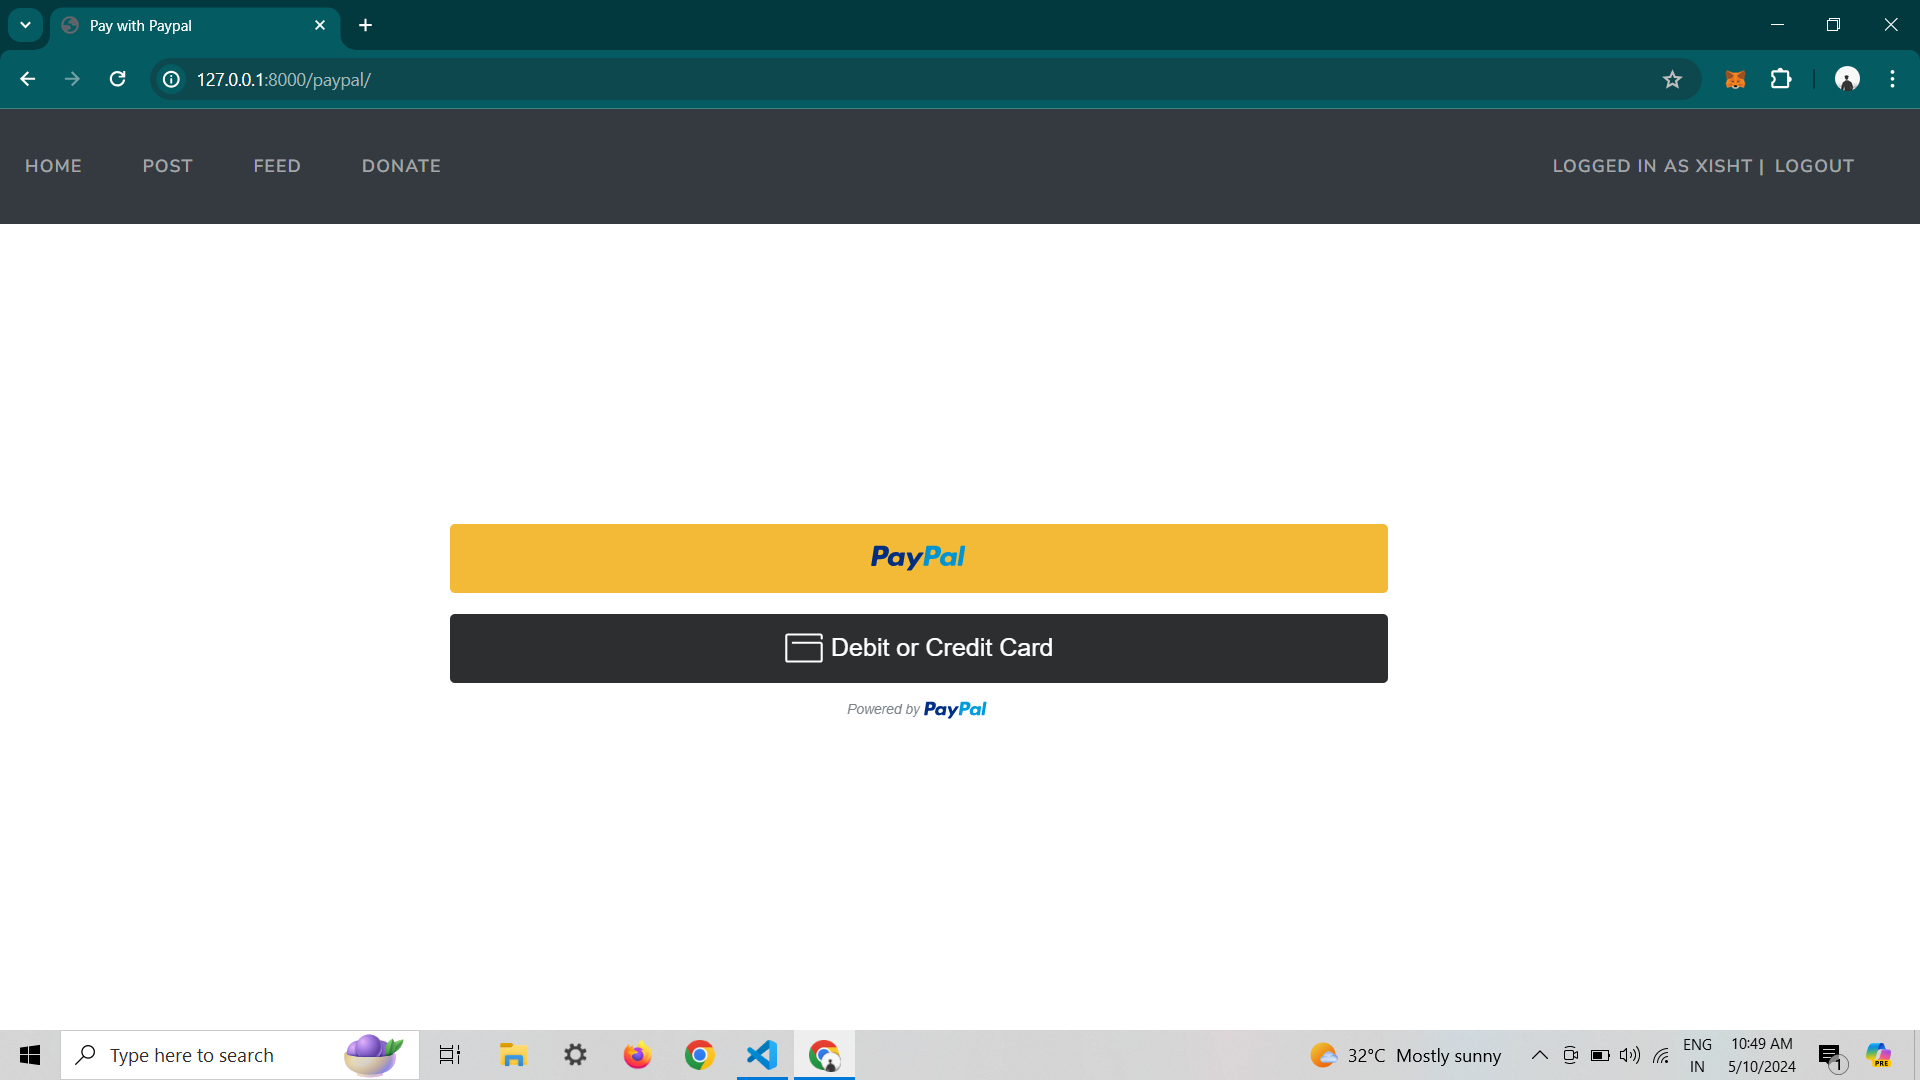 Pay with Paypal
127.0.0.1:8000/paypal/
HOME POST FEED DONATE LOGGED IN AS XISHT | LOGOUT
PayPal
Debit or Credit Card
Powered by PayPal
Type here to search 32°C Mostly sunny ENG IN 10:49 AM 5/10/2024 1 PRE